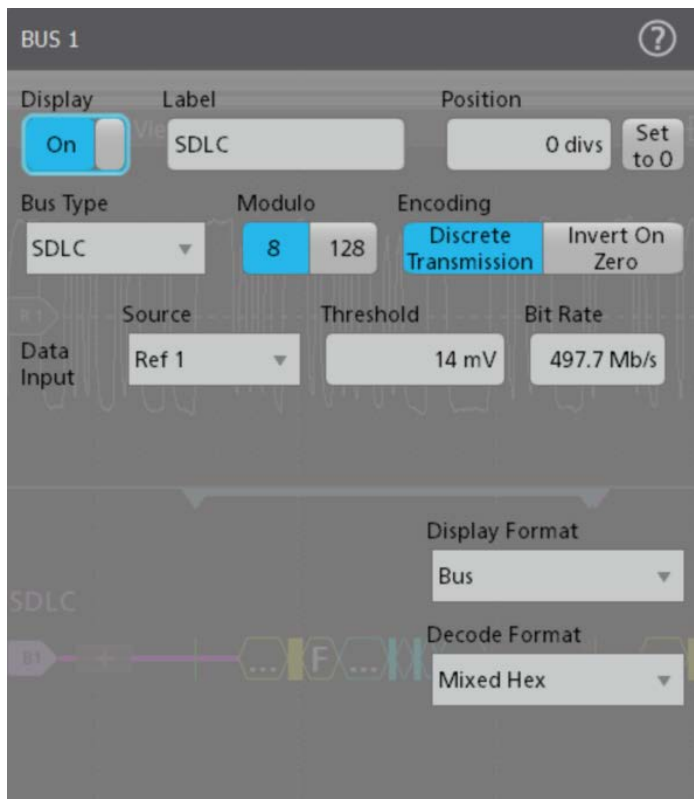 BUS 1
?
Display Label Position
On
SDLC
0 divs
Set
to 0
Bus Type Modulo Encoding
SDLC
8
128
Discrete
Transmission
Invert On
Zero
Source Threshold Bit Rate
Data
Input
Ref 1
14 mV
497.7 Mb/s
R 1
Display Format
Bus
SDLC
Decode Format
B1
... F ...
Mixed Hex